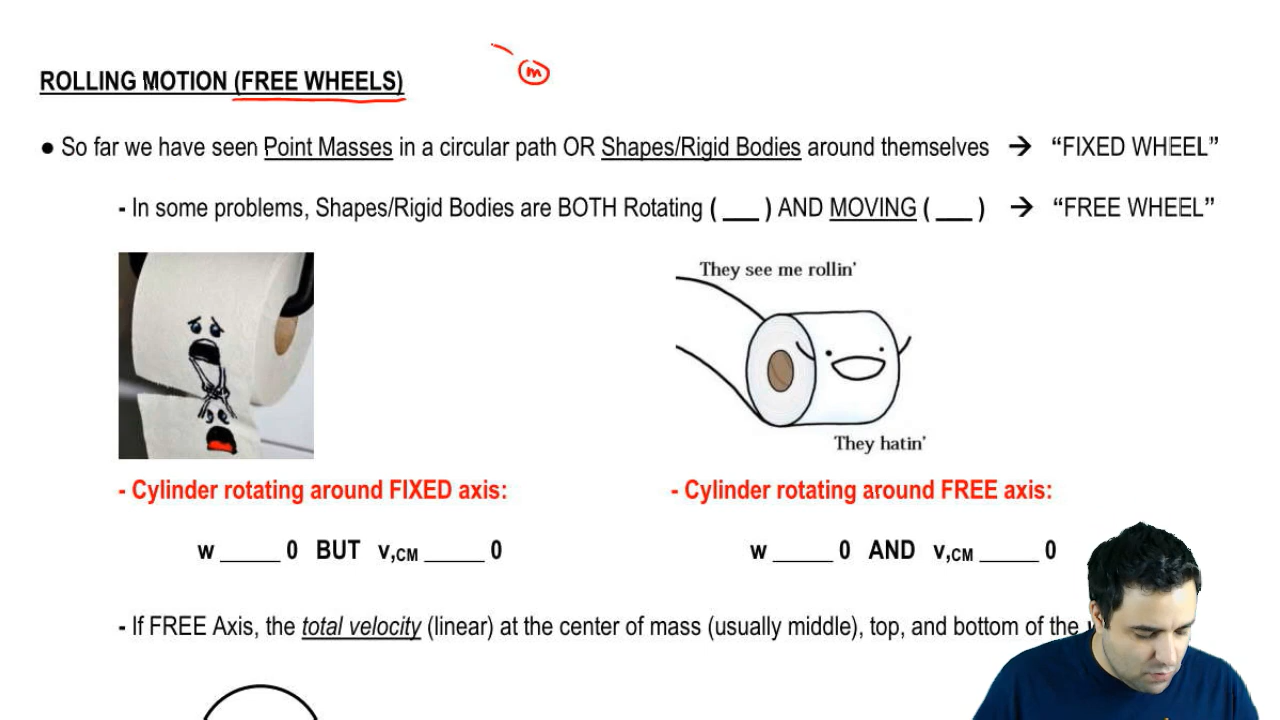 ROLLING MOTION (FREE WHEELS)
m
● So far we have seen Point Masses in a circular path OR Shapes/Rigid Bodies around themselves → “FIXED WHEEL”
- In some problems, Shapes/Rigid Bodies are BOTH Rotating ( ___ ) AND MOVING ( ___ ) → “FREE WHEEL”
They see me rollin’
They hatin’
- Cylinder rotating around FIXED axis:
- Cylinder rotating around FREE axis:
w _____ 0 BUT v,CM _____ 0
w _____ 0 AND v,CM _____ 0
- If FREE Axis, the total velocity (linear) at the center of mass (usually middle), top, and bottom of the